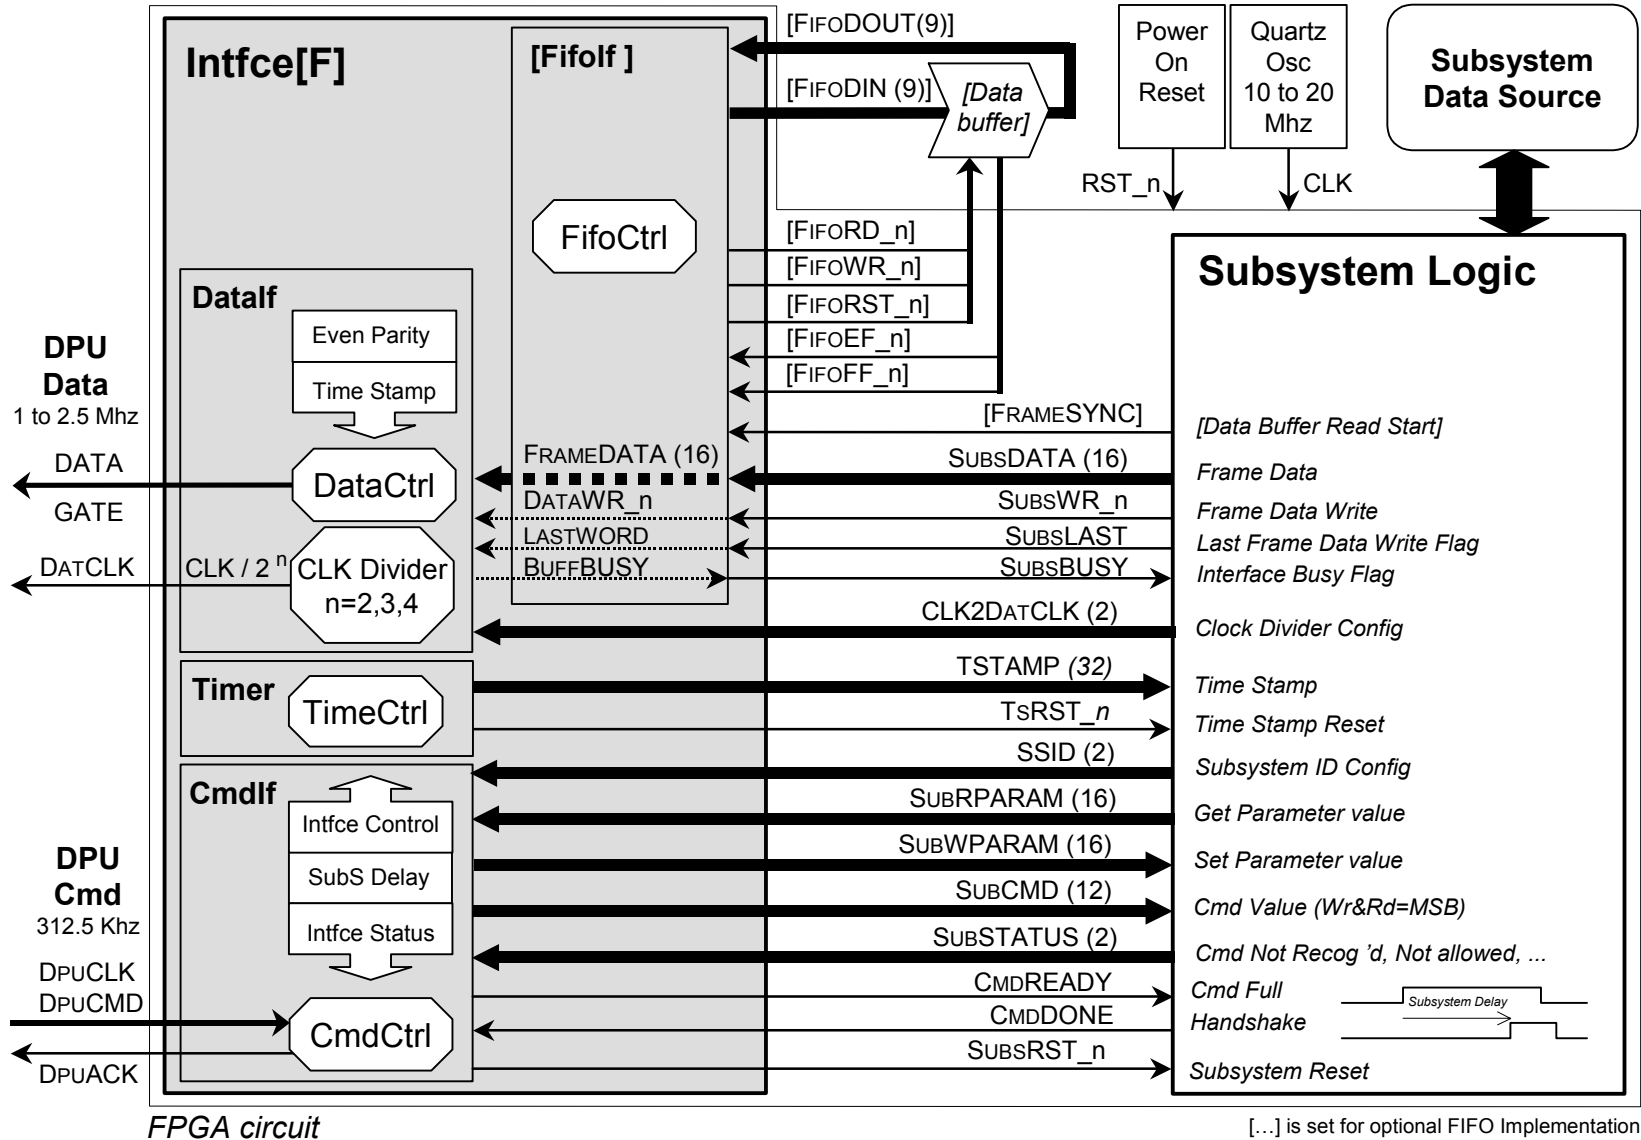 Intfce[F]
[FifoIf ]
[FIFODOUT(9)]
[FIFODIN (9)]
[Data
buffer]
Power
On
Reset
Quartz
Osc
10 to 20
Mhz
Subsystem
Data Source
RST_n
CLK
FifoCtrl
[FIFORD_n]
[FIFOWR_n]
[FIFORST_n]
[FIFOEF_n]
[FIFOFF_n]
Subsystem Logic
DataIf
Even Parity
Time Stamp
DPU
Data
1 to 2.5 Mhz
DATA
GATE
DataCtrl
DATCLK
CLK / 2 n
CLK Divider
n=2,3,4
[FRAMESYNC]
[Data Buffer Read Start]
FRAMEDATA (16)
SUBSDATA (16)
Frame Data
DATAWR_n
SUBSWR_n
Frame Data Write
LASTWORD
SUBSLAST
Last Frame Data Write Flag
BUFFBUSY
SUBSBUSY
Interface Busy Flag
CLK2DATCLK (2)
Clock Divider Config
Timer
TimeCtrl
TSTAMP (32)
Time Stamp
TSRST_n
Time Stamp Reset
CmdIf
SSID (2)
Subsystem ID Config
Intfce Control
SUBRPARAM (16)
Get Parameter value
SubS Delay
SUBWPARAM (16)
Set Parameter value
Intfce Status
SUBCMD (12)
Cmd Value (Wr&Rd=MSB)
SUBSTATUS (2)
Cmd Not Recog 'd, Not allowed, ...
DPU
Cmd
312.5 Khz
DPUCLK
DPUCMD
CmdCtrl
DPUACK
CMDREADY
Cmd Full
CMDDONE
Handshake
Subsystem Delay
SUBSRST_n
Subsystem Reset
FPGA circuit
[…] is set for optional FIFO Implementation